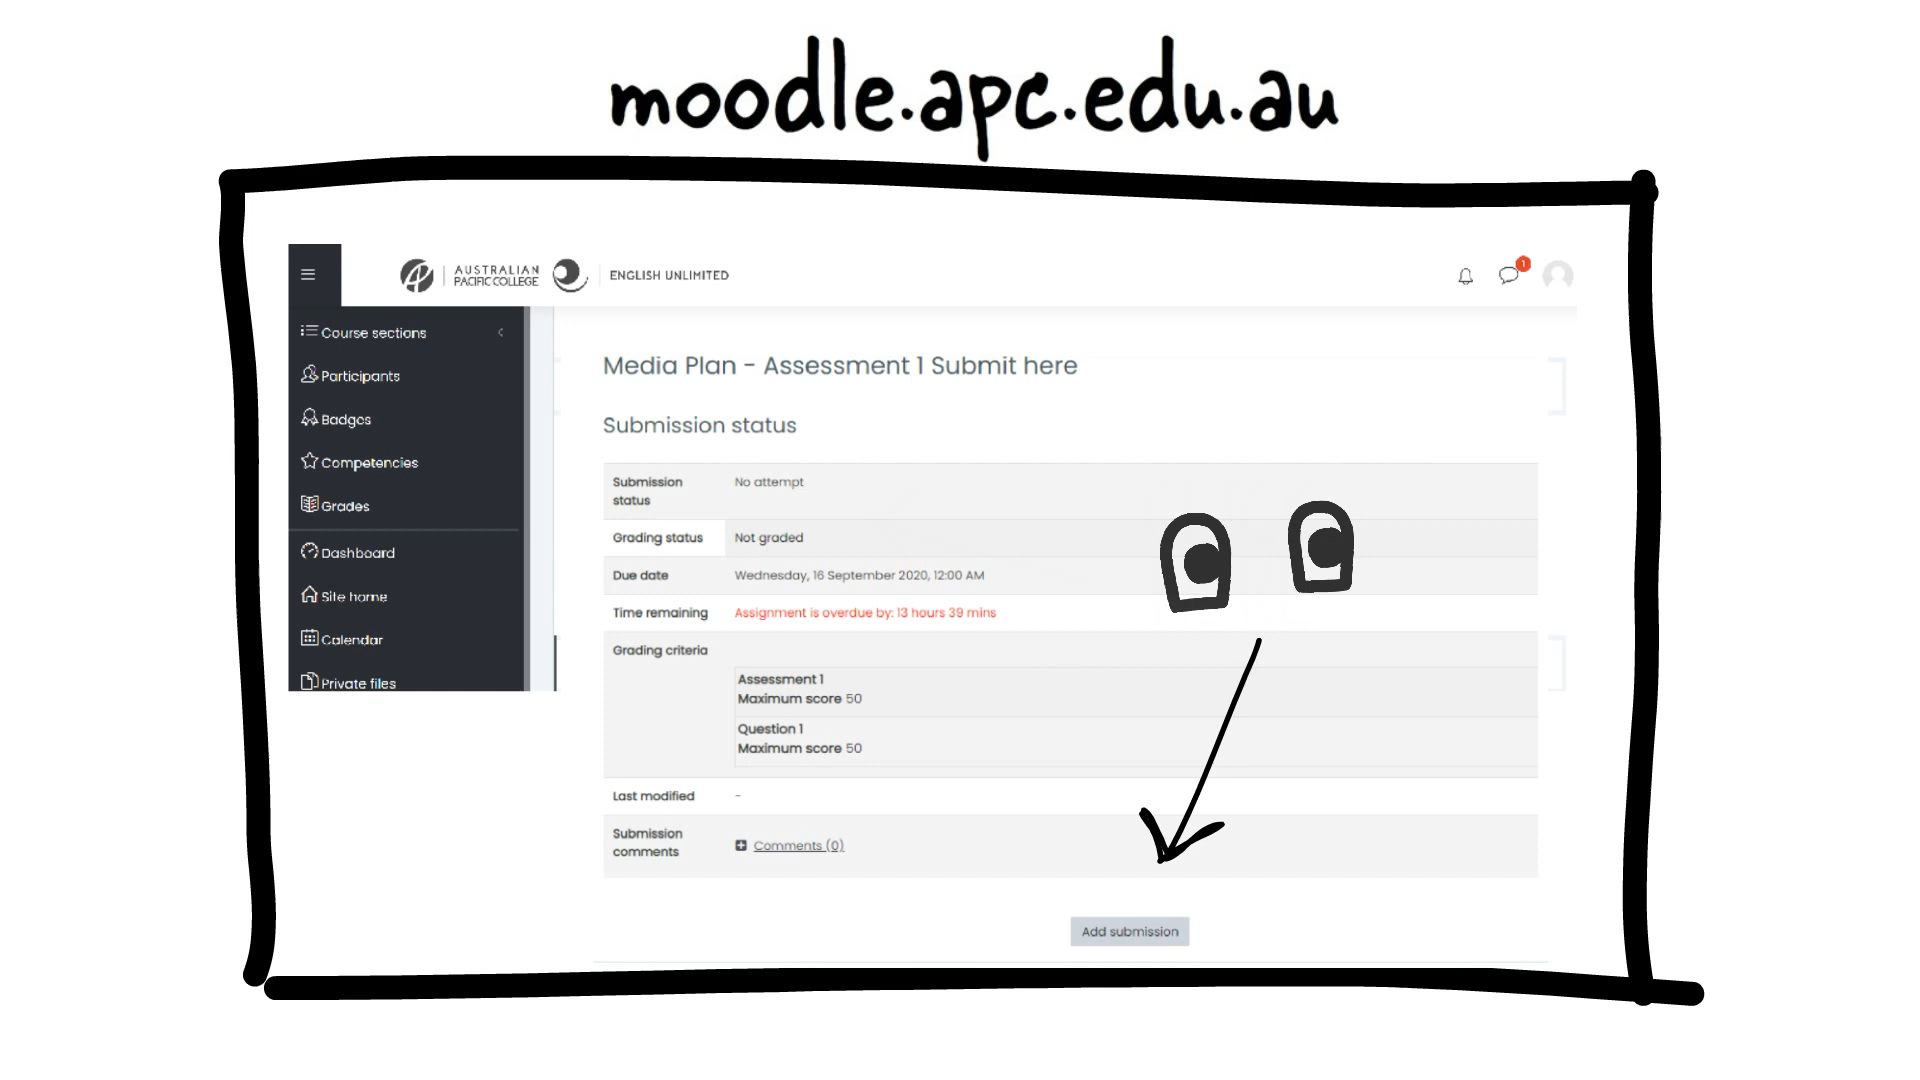 moodle.apc.edu.au
AUSTRALIAN
PACIFIC COLLEGE
ENGLISH UNLIMITED
1
Course sections
Participants
Badges
Competencies
Grades
Dashboard
Site home
Calendar
Private files
Media Plan - Assessment 1 Submit here
Submission status
Submission status No attempt
Grading status Not graded
Due date Wednesday, 16 September 2020, 12:00 AM
Time remaining Assignment is overdue by: 13 hours 39 mins
Grading criteria
Assessment 1
Maximum score 50
Question 1
Maximum score 50
Last modified -
Submission comments Comments (0)
Add submission